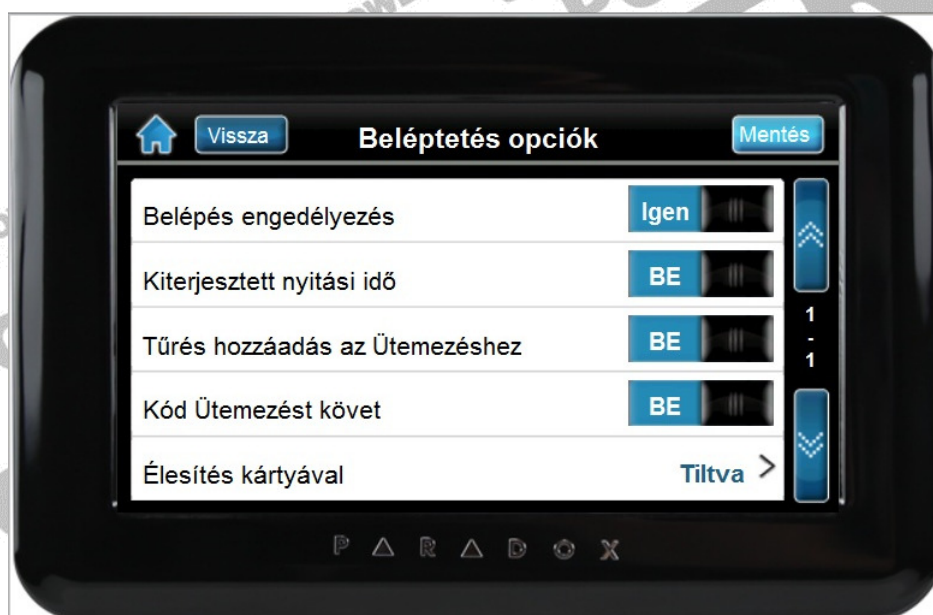 Vissza Beléptetés opciók Mentés
Belépés engedélyezés Igen
Kiterjesztett nyitási idő BE
Tűrés hozzáadás az Ütemezéshez BE
Kód Ütemezést követ BE
Élesítés kártyával Tiltva >
1
-
1
PARADOX